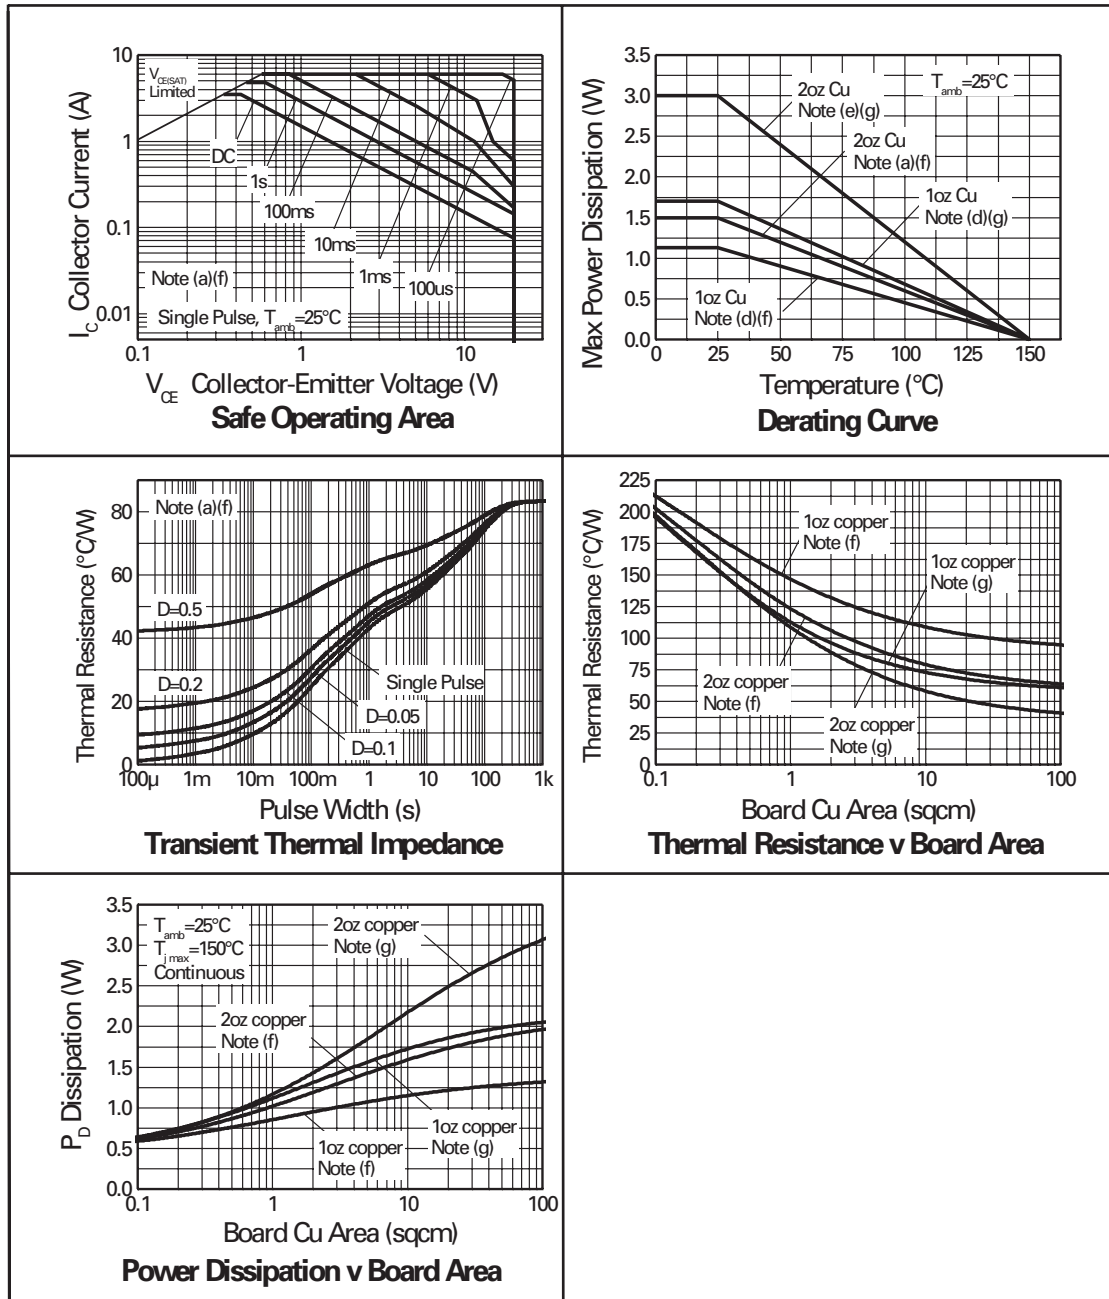 10
1
0.1
0.01
V_CE(SAT)
Limited
DC
1s
100ms
10ms
1ms
100us
Note (a)(f)
Single Pulse, T_amb=25°C
0.1
1
10
I_C Collector Current (A)
V_CE Collector-Emitter Voltage (V)
Safe Operating Area
3.5
3.0
2.5
2.0
1.5
1.0
0.5
0.0
T_amb=25°C
2oz Cu
Note (e)(g)
2oz Cu
Note (a)(f)
1oz Cu
Note (d)(g)
1oz Cu
Note (d)(f)
0
25
50
75
100
125
150
Max Power Dissipation (W)
Temperature (°C)
Derating Curve
80
60
40
20
0
Note (a)(f)
D=0.5
D=0.2
Single Pulse
D=0.05
D=0.1
100µ
1m
10m
100m
1
10
100
1k
Thermal Resistance (°C/W)
Pulse Width (s)
Transient Thermal Impedance
225
200
175
150
125
100
75
50
25
0
1oz copper
Note (f)
1oz copper
Note (g)
2oz copper
Note (f)
2oz copper
Note (g)
0.1
1
10
100
Thermal Resistance (°C/W)
Board Cu Area (sqcm)
Thermal Resistance v Board Area
3.5
3.0
2.5
2.0
1.5
1.0
0.5
0.0
T_amb=25°C
T_j max=150°C
Continuous
2oz copper
Note (g)
2oz copper
Note (f)
1oz copper
Note (g)
1oz copper
Note (f)
0.1
1
10
100
P_D Dissipation (W)
Board Cu Area (sqcm)
Power Dissipation v Board Area